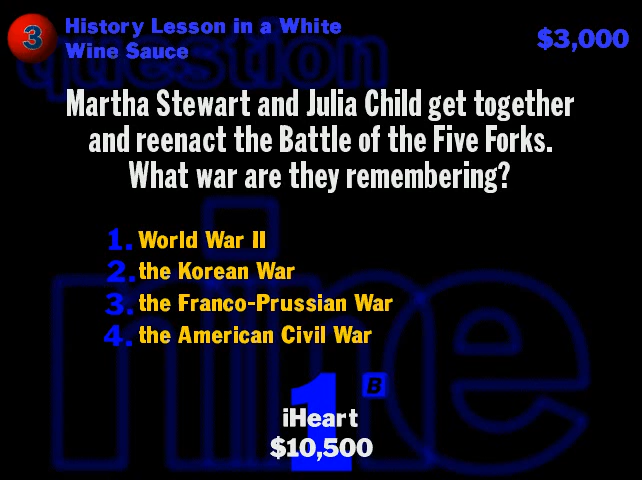 3
History Lesson in a White
Wine Sauce
$3,000
question
Martha Stewart and Julia Child get together
and reenact the Battle of the Five Forks.
What war are they remembering?
1. World War II
2. the Korean War
3. the Franco-Prussian War
4. the American Civil War
nine
1
B
iHeart
$10,500